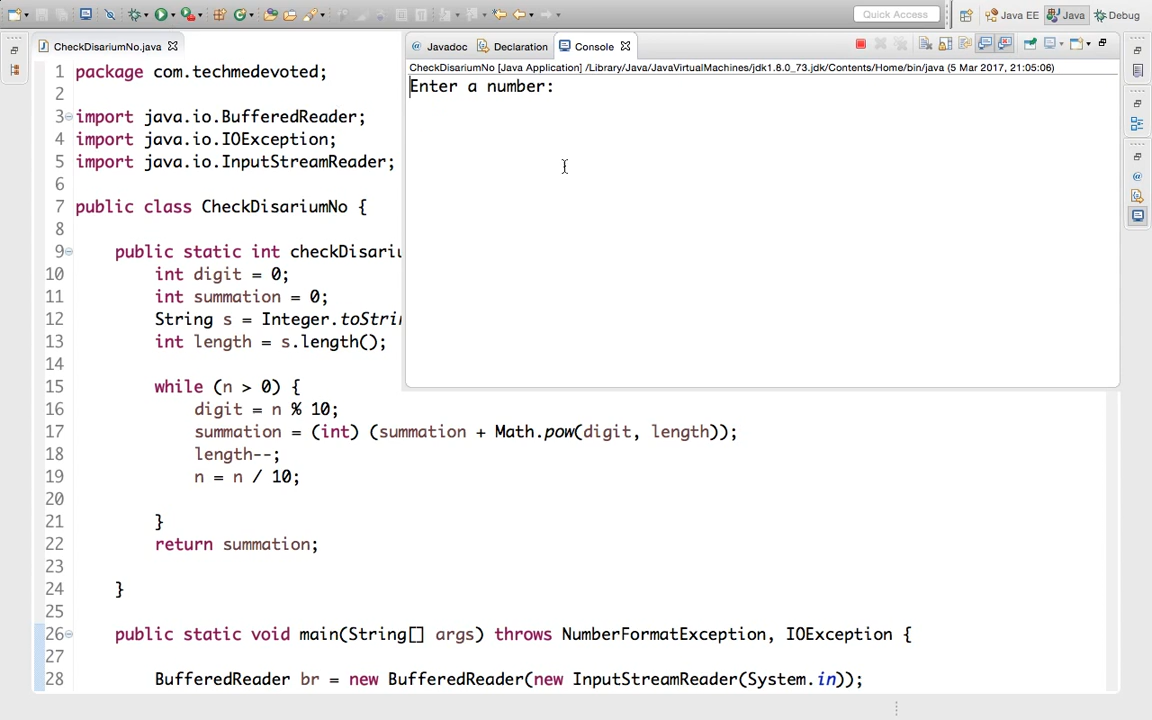 Quick Access
Java EE
Java
Debug
CheckDisariumNo.java
Javadoc
Declaration
Console
CheckDisariumNo [Java Application] /Library/Java/JavaVirtualMachines/jdk1.8.0_73.jdk/Contents/Home/bin/java (5 Mar 2017, 21:05:06)
Enter a number:
1 package com.techmedevoted;
2
3 import java.io.BufferedReader;
4 import java.io.IOException;
5 import java.io.InputStreamReader;
6
7 public class CheckDisariumNo {
8
9 public static int checkDisariu
10 int digit = 0;
11 int summation = 0;
12 String s = Integer.toStrin
13 int length = s.length();
14
15 while (n > 0) {
16 digit = n % 10;
17 summation = (int) (summation + Math.pow(digit, length));
18 length--;
19 n = n / 10;
20
21 }
22 return summation;
23
24 }
25
26 public static void main(String[] args) throws NumberFormatException, IOException {
27
28 BufferedReader br = new BufferedReader(new InputStreamReader(System.in));